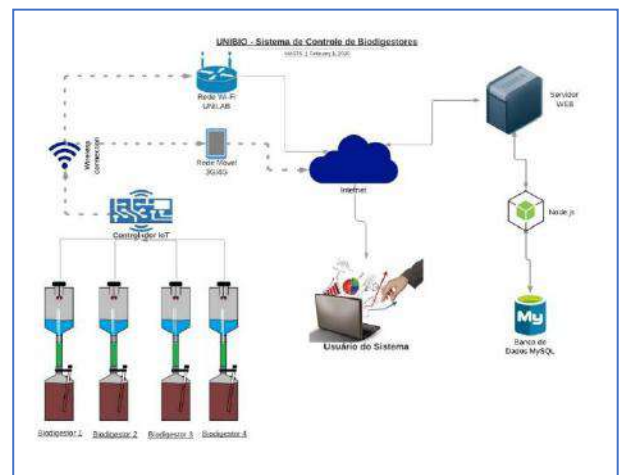 UNIBIO - Sistema de Controle de Biodigestores
Rede Wi-Fi
UNILAB
Servidor
WEB
Wireless
Rede Móvel
3G/4G
Internet
Node.js
Controlador IoT
My
Usuário do Sistema
Banco de
Dados MySQL
Biodigestor 1
Biodigestor 2
Biodigestor 3
Biodigestor 4